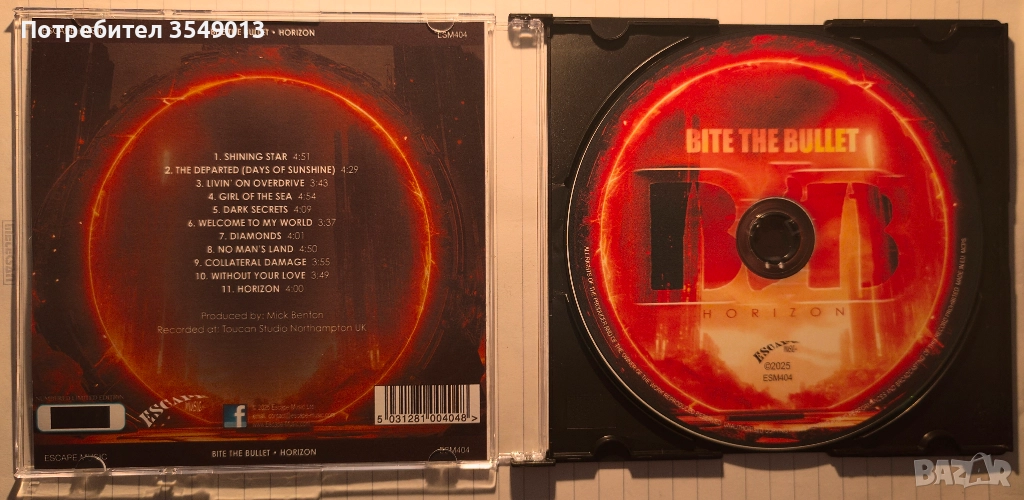 Потребител 3549013
BITE THE BULLET • HORIZON
ESM404
1. SHINING STAR 4:51
2. THE DEPARTED (DAYS OF SUNSHINE) 4:29
3. LIVIN' ON OVERDRIVE 3:43
4. GIRL OF THE SEA 4:54
5. DARK SECRETS 4:09
6. WELCOME TO MY WORLD 3:37
7. DIAMONDS 4:01
8. NO MAN'S LAND 4:50
9. COLLATERAL DAMAGE 3:55
10. WITHOUT YOUR LOVE 3:49
11. HORIZON 4:00
Produced by: Mick Benton
Recorded at: Toucan Studio Northampton UK
5 031281 004048 >
ESCAPE MUSIC
BITE THE BULLET • HORIZON
ESM404
BITE THE BULLET
BTB
HORIZON
©2025
ESM404
BAZAR